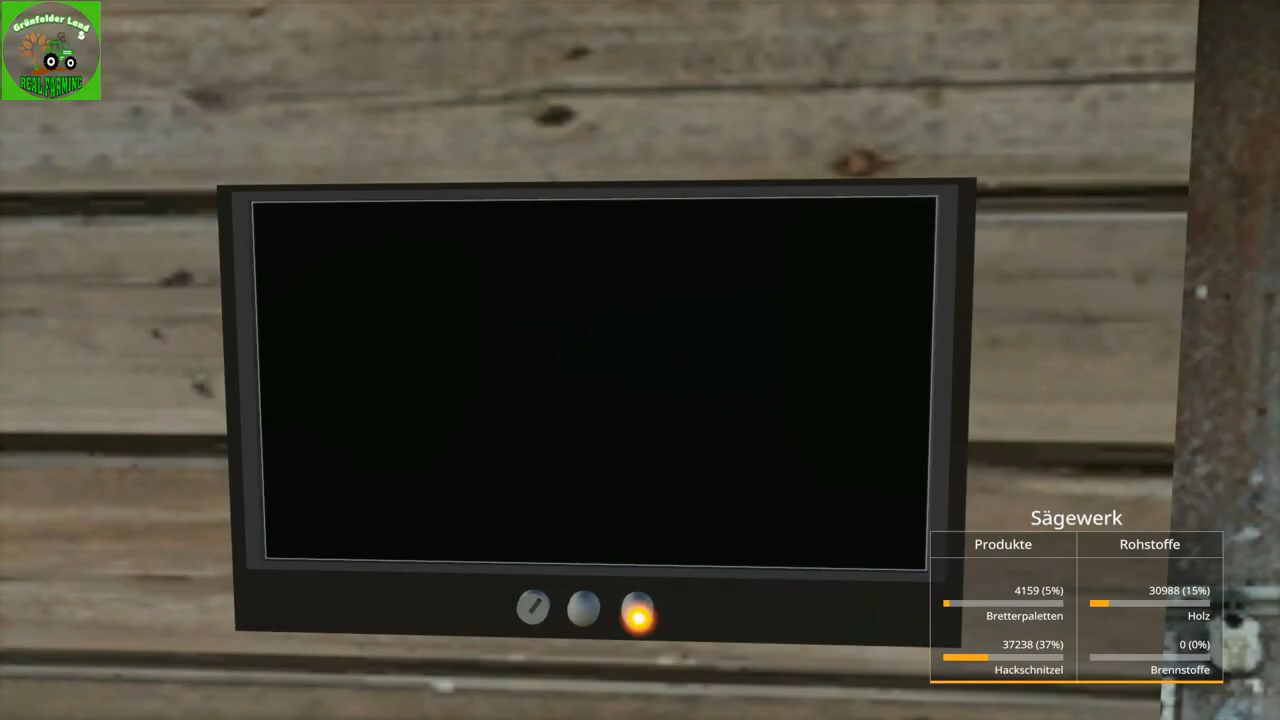 Grünfelder Land
&
REAL FARMING
Sägewerk
Produkte
Rohstoffe
4159 (5%)
30988 (15%)
Bretterpaletten
Holz
37238 (37%)
0 (0%)
Hackschnitzel
Brennstoffe